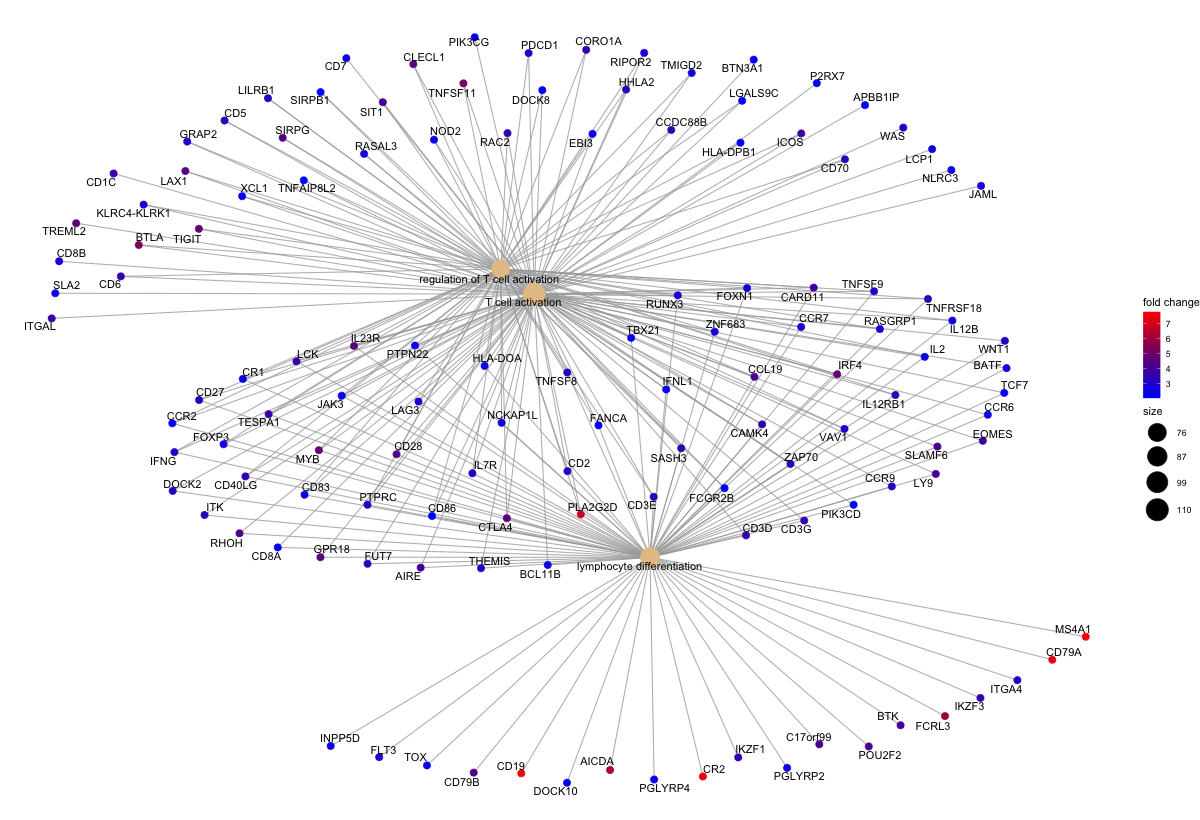 PIK3CG
PDCD1
CORO1A
CLECL1
CD7
RIPOR2
TMIGD2
BTN3A1
P2RX7
HHLA2
TNFSF11
LILRB1
SIRPB1
DOCK8
LGALS9C
APBB1IP
SIT1
CD5
CCDC88B
GRAP2
SIRPG
NOD2
RAC2
EBI3
ICOS
WAS
RASAL3
HLA-DPB1
LCP1
CD70
NLRC3
CD1C
LAX1
XCL1
TNFAIP8L2
JAML
KLRC4-KLRK1
TREML2
BTLA
TIGIT
CD8B
CD6
SLA2
regulation of T cell activation
T cell activation
ITGAL
RUNX3
FOXN1
CARD11
TNFSF9
TNFRSF18
TBX21
ZNF683
CCR7
RASGRP1
IL12B
IL23R
LCK
PTPN22
HLA-DOA
TNFSF8
IL2
WNT1
BATF
CR1
CCL19
IRF4
IFNL1
TCF7
CD27
JAK3
LAG3
IL12RB1
CCR6
CCR2
TESPA1
NCKAP1L
FANCA
CAMK4
VAV1
EOMES
FOXP3
CD28
SLAMF6
IFNG
MYB
IL7R
CD2
SASH3
ZAP70
DOCK2
CD40LG
CD83
PTPRC
CCR9
LY9
ITK
CD86
CTLA4
PLA2G2D
CD3E
FCGR2B
PIK3CD
RHOH
CD8A
GPR18
FUT7
AIRE
THEMIS
BCL11B
CD3D
CD3G
lymphocyte differentiation
MS4A1
CD79A
ITGA4
IKZF3
FCRL3
BTK
INPP5D
FLT3
TOX
CD79B
CD19
DOCK10
AICDA
PGLYRP4
CR2
IKZF1
PGLYRP2
C17orf99
POU2F2
fold change
7
6
5
4
3
size
76
87
99
110